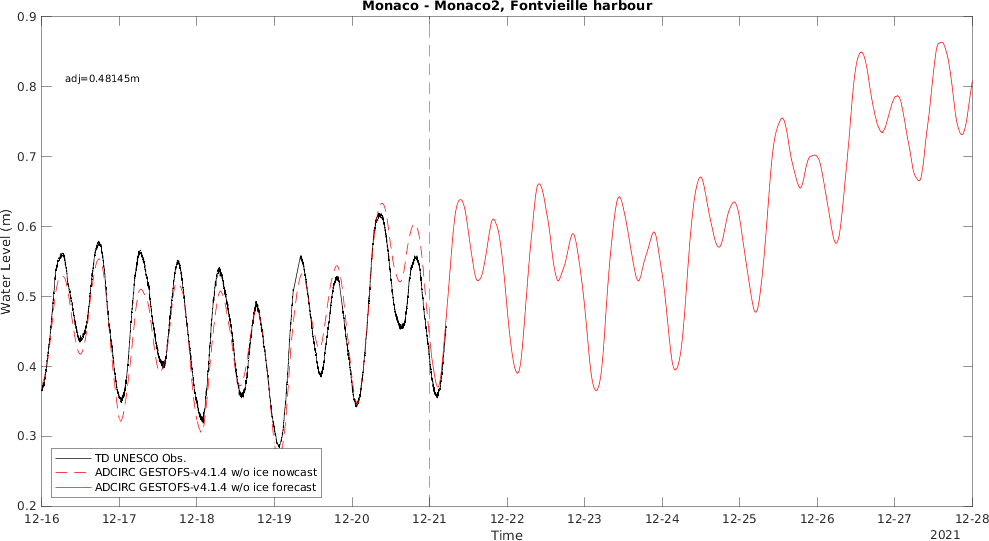 Monaco - Monaco2, Fontvieille harbour
0.9
adj=0.48145m
0.8
0.7
0.6
Water Level (m)
0.5
0.4
0.3
TD UNESCO Obs.
ADCIRC GESTOFS-v4.1.4 w/o ice nowcast
ADCIRC GESTOFS-v4.1.4 w/o ice forecast
0.2
12-16 12-17 12-18 12-19 12-20 12-21 12-22 12-23 12-24 12-25 12-26 12-27 12-28
Time
2021